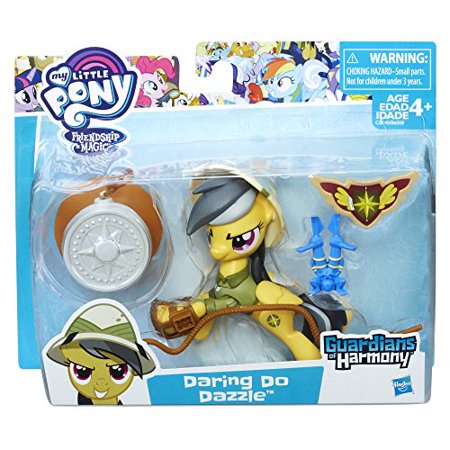 my LITTLE
PONY
FRIENDSHIP
IS MAGIC
WARNING:
CHOKING HAZARD–Small parts.
Not for children under 3 years.
AGE
EDAD
IDADE
4+
Guardians
of Harmony
Daring Do
Dazzle™
Hasbro